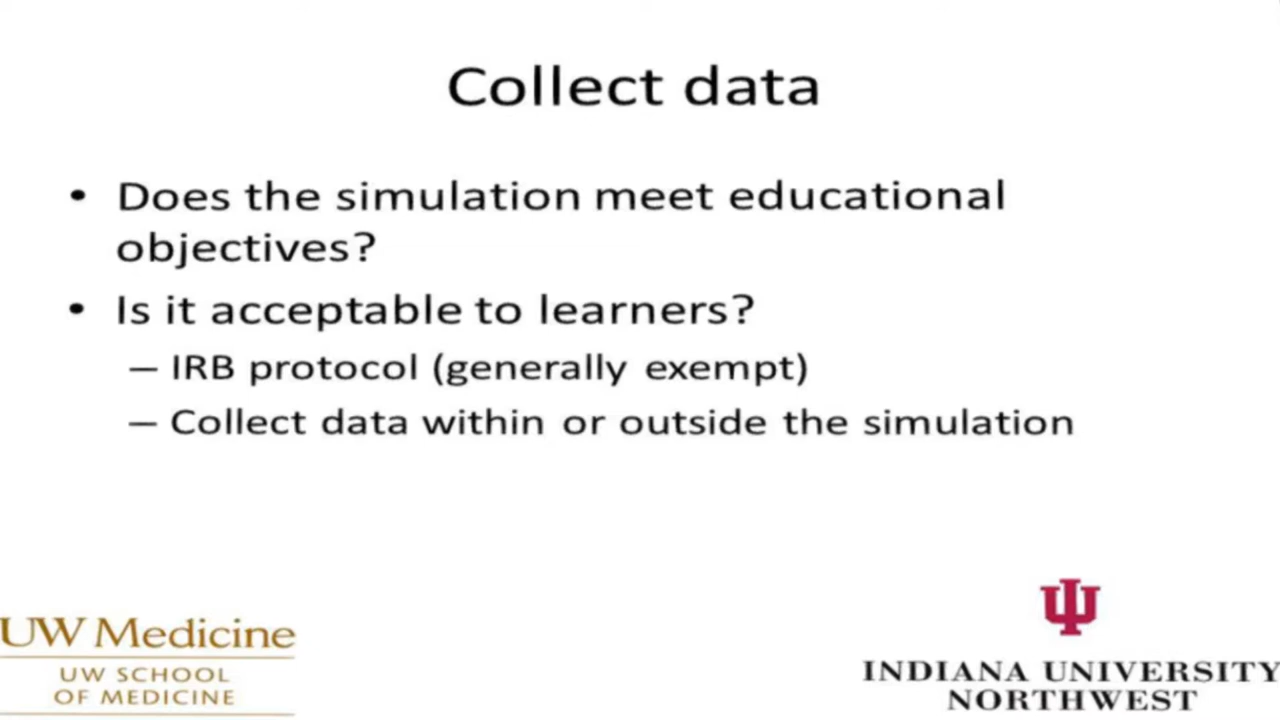 Collect data
• Does the simulation meet educational
objectives?
• Is it acceptable to learners?
– IRB protocol (generally exempt)
– Collect data within or outside the simulation
UW Medicine
UW SCHOOL
OF MEDICINE
INDIANA UNIVERSITY
NORTHWEST